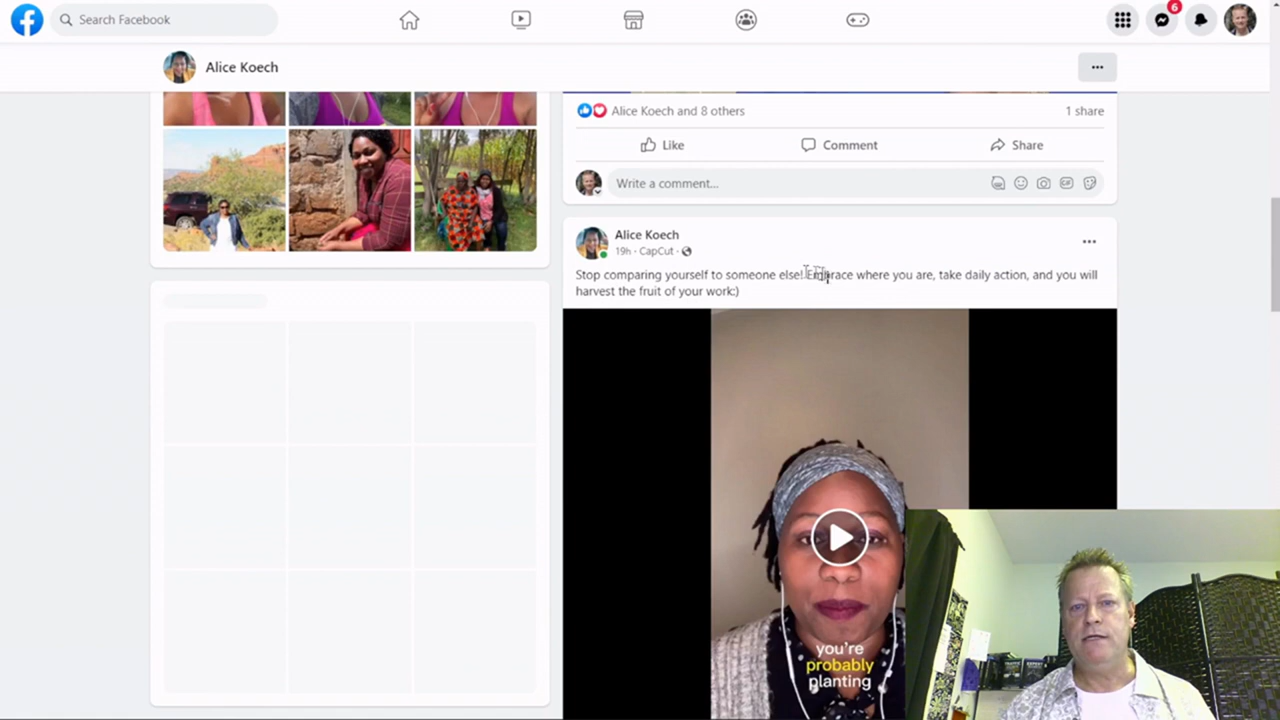 Search Facebook
6
Alice Koech
Alice Koech and 8 others
1 share
Like
Comment
Share
Write a comment...
GIF
Alice Koech
19h · CapCut ·
Stop comparing yourself to someone else! Embrace where you are, take daily action, and you will
harvest the fruit of your work:)
you're
probably
planting